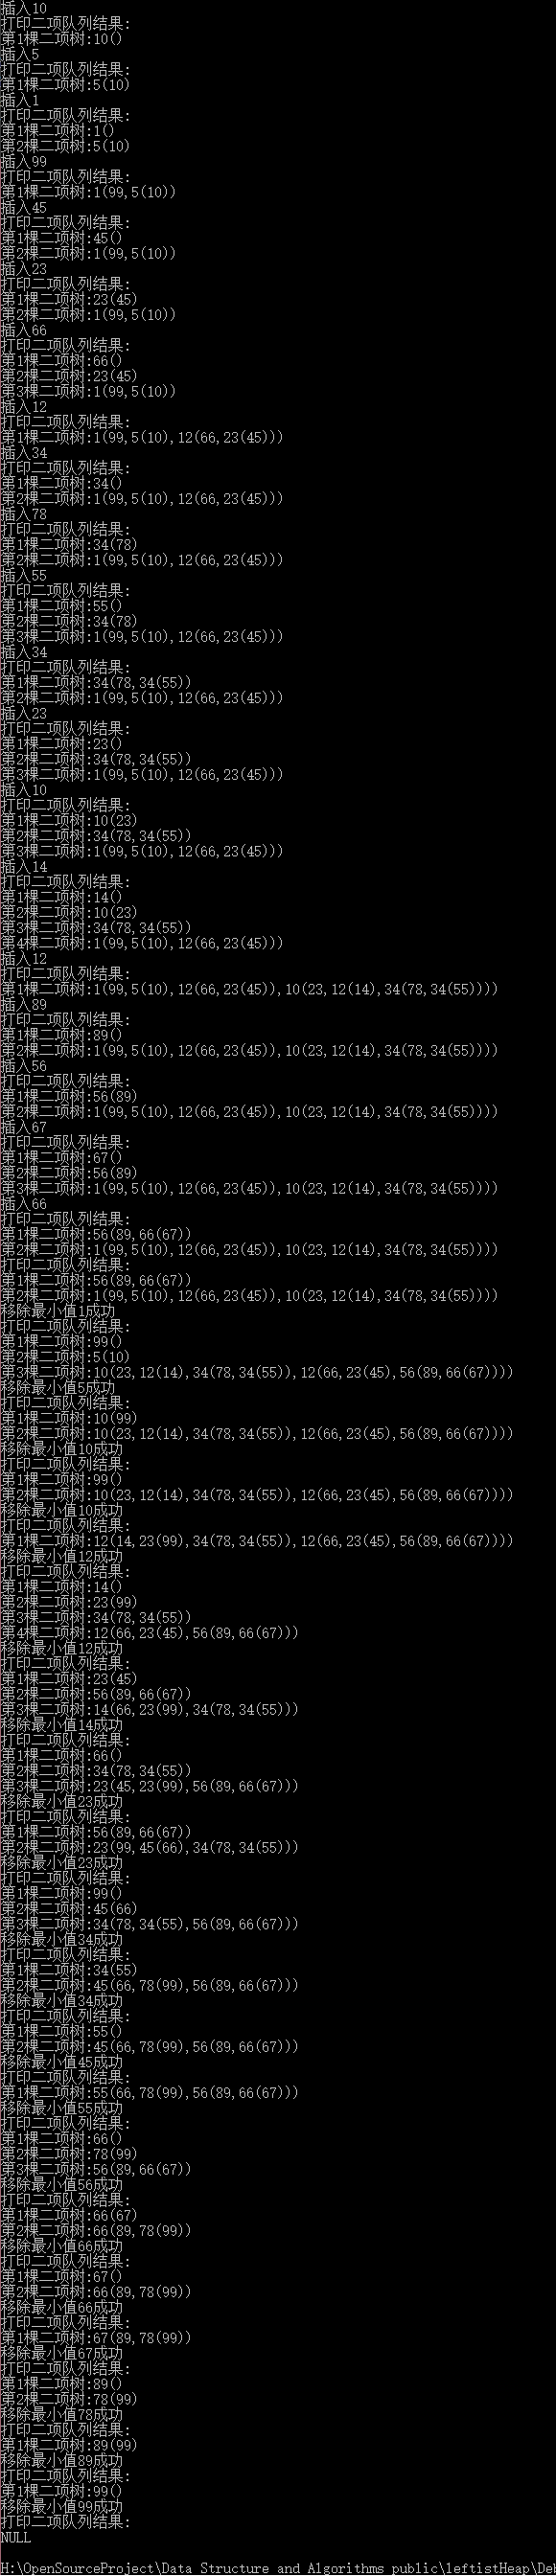 插入10
打印二项队列结果:
第1棵二项树:10()
插入5
打印二项队列结果:
第1棵二项树:5(10)
插入1
打印二项队列结果:
第1棵二项树:1()
第2棵二项树:5(10)
插入99
打印二项队列结果:
第1棵二项树:1(99,5(10))
插入45
打印二项队列结果:
第1棵二项树:45()
第2棵二项树:1(99,5(10))
插入23
打印二项队列结果:
第1棵二项树:23(45)
第2棵二项树:1(99,5(10))
插入66
打印二项队列结果:
第1棵二项树:66()
第2棵二项树:23(45)
第3棵二项树:1(99,5(10))
插入12
打印二项队列结果:
第1棵二项树:1(99,5(10),12(66,23(45)))
插入34
打印二项队列结果:
第1棵二项树:34()
第2棵二项树:1(99,5(10),12(66,23(45)))
插入78
打印二项队列结果:
第1棵二项树:34(78)
第2棵二项树:1(99,5(10),12(66,23(45)))
插入55
打印二项队列结果:
第1棵二项树:55()
第2棵二项树:34(78)
第3棵二项树:1(99,5(10),12(66,23(45)))
插入34
打印二项队列结果:
第1棵二项树:34(78,34(55))
第2棵二项树:1(99,5(10),12(66,23(45)))
插入23
打印二项队列结果:
第1棵二项树:23()
第2棵二项树:34(78,34(55))
第3棵二项树:1(99,5(10),12(66,23(45)))
插入10
打印二项队列结果:
第1棵二项树:10(23)
第2棵二项树:34(78,34(55))
第3棵二项树:1(99,5(10),12(66,23(45)))
插入14
打印二项队列结果:
第1棵二项树:14()
第2棵二项树:10(23)
第3棵二项树:34(78,34(55))
第4棵二项树:1(99,5(10),12(66,23(45)))
插入12
打印二项队列结果:
第1棵二项树:1(99,5(10),12(66,23(45)),10(23,12(14),34(78,34(55))))
插入89
打印二项队列结果:
第1棵二项树:89()
第2棵二项树:1(99,5(10),12(66,23(45)),10(23,12(14),34(78,34(55))))
插入56
打印二项队列结果:
第1棵二项树:56(89)
第2棵二项树:1(99,5(10),12(66,23(45)),10(23,12(14),34(78,34(55))))
插入67
打印二项队列结果:
第1棵二项树:67()
第2棵二项树:56(89)
第3棵二项树:1(99,5(10),12(66,23(45)),10(23,12(14),34(78,34(55))))
插入66
打印二项队列结果:
第1棵二项树:56(89,66(67))
第2棵二项树:1(99,5(10),12(66,23(45)),10(23,12(14),34(78,34(55))))
打印二项队列结果:
第1棵二项树:56(89,66(67))
第2棵二项树:1(99,5(10),12(66,23(45)),10(23,12(14),34(78,34(55))))
移除最小值1成功
打印二项队列结果:
第1棵二项树:99()
第2棵二项树:5(10)
第3棵二项树:10(23,12(14),34(78,34(55)),12(66,23(45),56(89,66(67))))
移除最小值5成功
打印二项队列结果:
第1棵二项树:10(99)
第2棵二项树:10(23,12(14),34(78,34(55)),12(66,23(45),56(89,66(67))))
移除最小值10成功
打印二项队列结果:
第1棵二项树:99()
第2棵二项树:10(23,12(14),34(78,34(55)),12(66,23(45),56(89,66(67))))
移除最小值10成功
打印二项队列结果:
第1棵二项树:12(14,23(99),34(78,34(55)),12(66,23(45),56(89,66(67))))
移除最小值12成功
打印二项队列结果:
第1棵二项树:14()
第2棵二项树:23(99)
第3棵二项树:34(78,34(55))
第4棵二项树:12(66,23(45),56(89,66(67)))
移除最小值12成功
打印二项队列结果:
第1棵二项树:23(45)
第2棵二项树:56(89,66(67))
第3棵二项树:14(66,23(99),34(78,34(55)))
移除最小值14成功
打印二项队列结果:
第1棵二项树:66()
第2棵二项树:34(78,34(55))
第3棵二项树:23(45,23(99),56(89,66(67)))
移除最小值23成功
打印二项队列结果:
第1棵二项树:56(89,66(67))
第2棵二项树:23(99,45(66),34(78,34(55)))
移除最小值23成功
打印二项队列结果:
第1棵二项树:99()
第2棵二项树:45(66)
第3棵二项树:34(78,34(55),56(89,66(67)))
移除最小值34成功
打印二项队列结果:
第1棵二项树:34(55)
第2棵二项树:45(66,78(99),56(89,66(67)))
移除最小值34成功
打印二项队列结果:
第1棵二项树:55()
第2棵二项树:45(66,78(99),56(89,66(67)))
移除最小值45成功
打印二项队列结果:
第1棵二项树:55(66,78(99),56(89,66(67)))
移除最小值55成功
打印二项队列结果:
第1棵二项树:66()
第2棵二项树:78(99)
第3棵二项树:56(89,66(67))
移除最小值56成功
打印二项队列结果:
第1棵二项树:66(67)
第2棵二项树:66(89,78(99))
移除最小值66成功
打印二项队列结果:
第1棵二项树:67()
第2棵二项树:66(89,78(99))
移除最小值66成功
打印二项队列结果:
第1棵二项树:67(89,78(99))
移除最小值67成功
打印二项队列结果:
第1棵二项树:89()
第2棵二项树:78(99)
移除最小值78成功
打印二项队列结果:
第1棵二项树:89(99)
移除最小值89成功
打印二项队列结果:
第1棵二项树:99()
移除最小值99成功
打印二项队列结果:
NULL
H:\OpenSourceProject\Data Structure and Algorithms public\leftistHeap\De